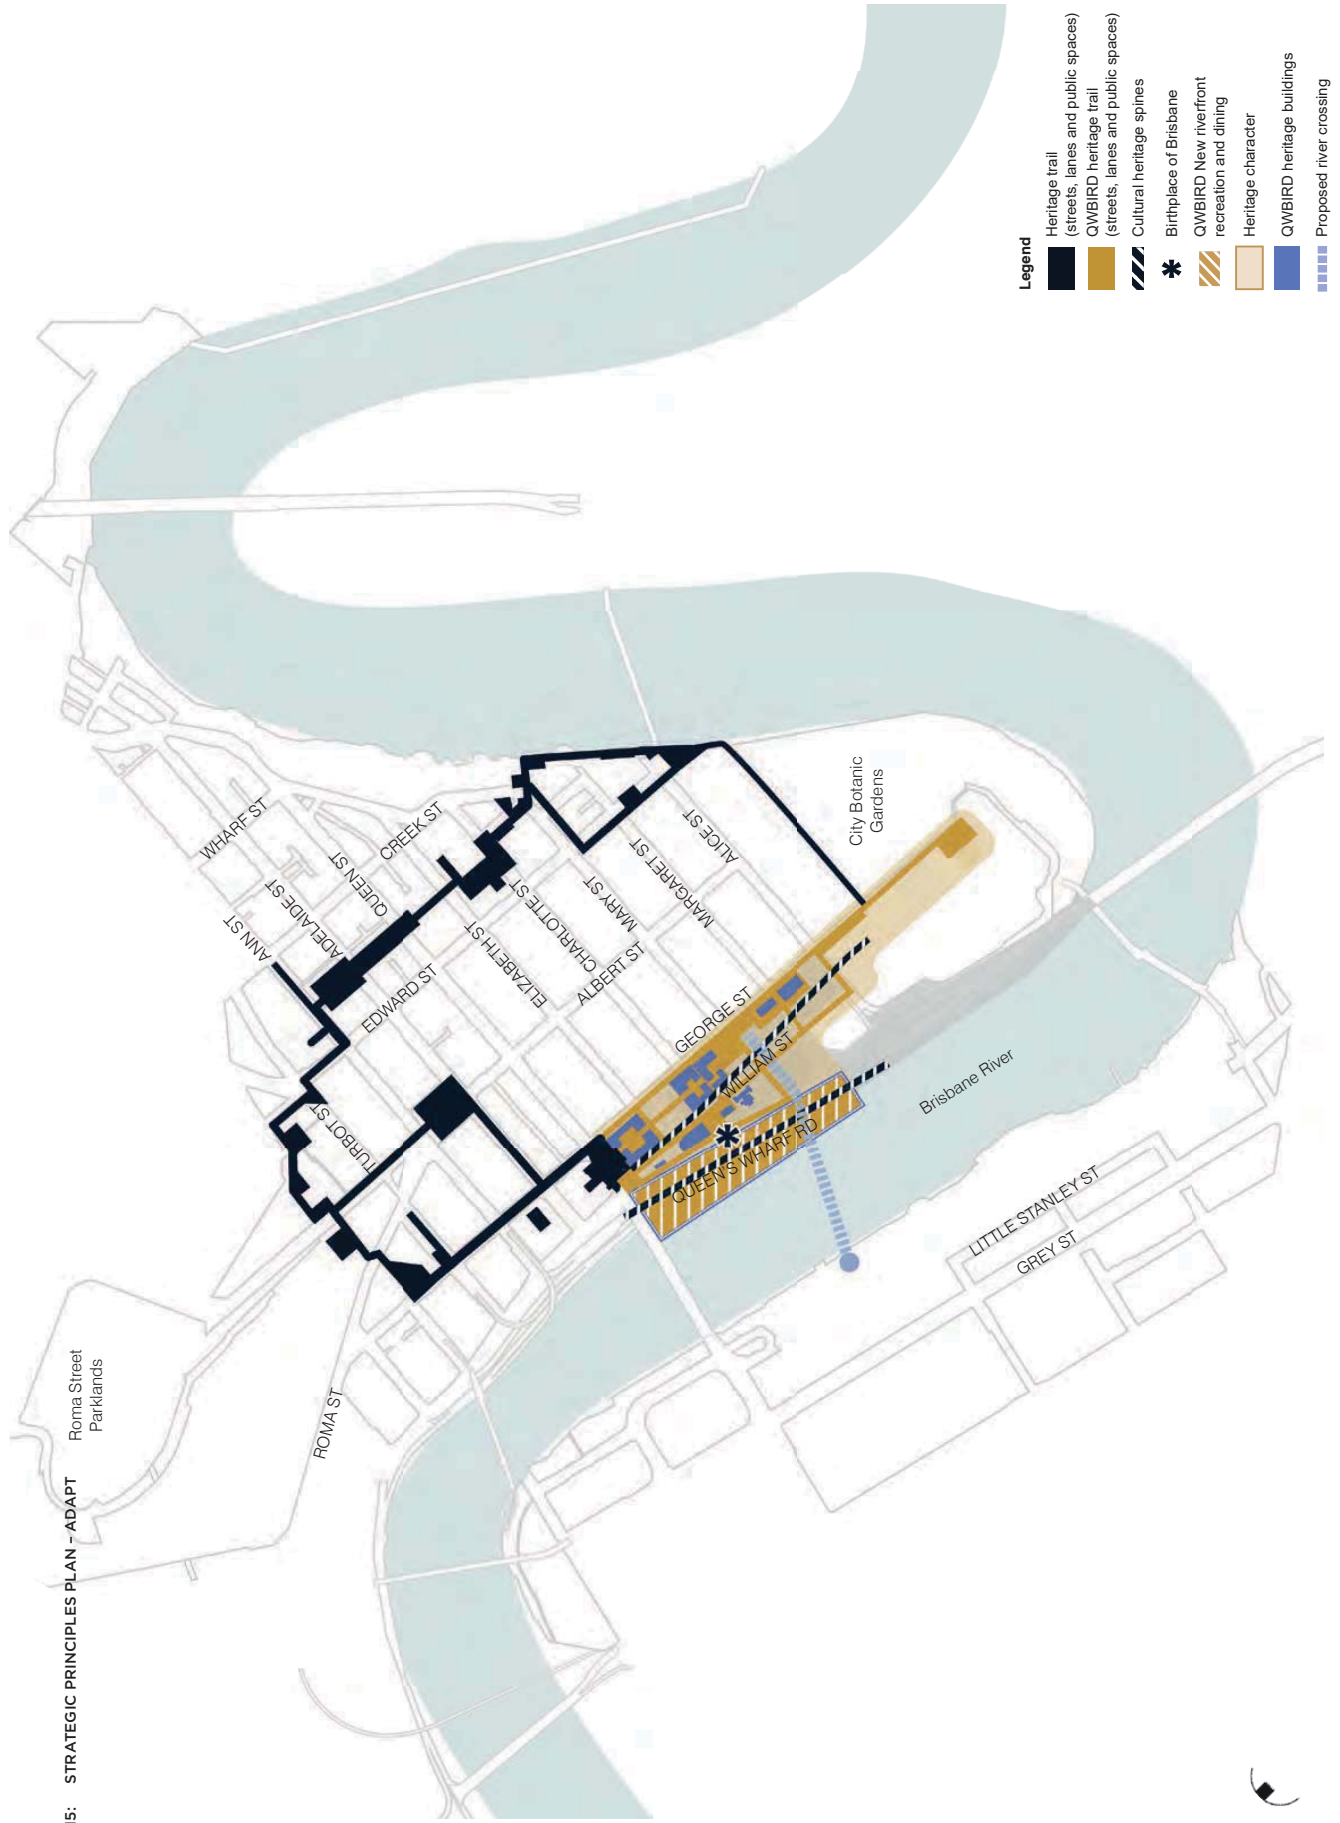 15: STRATEGIC PRINCIPLES PLAN – ADAPT
Roma Street
Parklands
ROMA ST
TURBOT ST
ANN ST
ADELAIDE ST
QUEEN ST
WHARF ST
CREEK ST
EDWARD ST
ELIZABETH ST
CHARLOTTE ST
MARY ST
ALBERT ST
MARGARET ST
ALICE ST
GEORGE ST
WILLIAM ST
QUEEN'S WHARF RD
City Botanic
Gardens
Brisbane River
LITTLE STANLEY ST
GREY ST
Legend
Heritage trail
(streets, lanes and public spaces)
QWBIRD heritage trail
(streets, lanes and public spaces)
Cultural heritage spines
Birthplace of Brisbane
QWBIRD New riverfront
recreation and dining
Heritage character
QWBIRD heritage buildings
Proposed river crossing